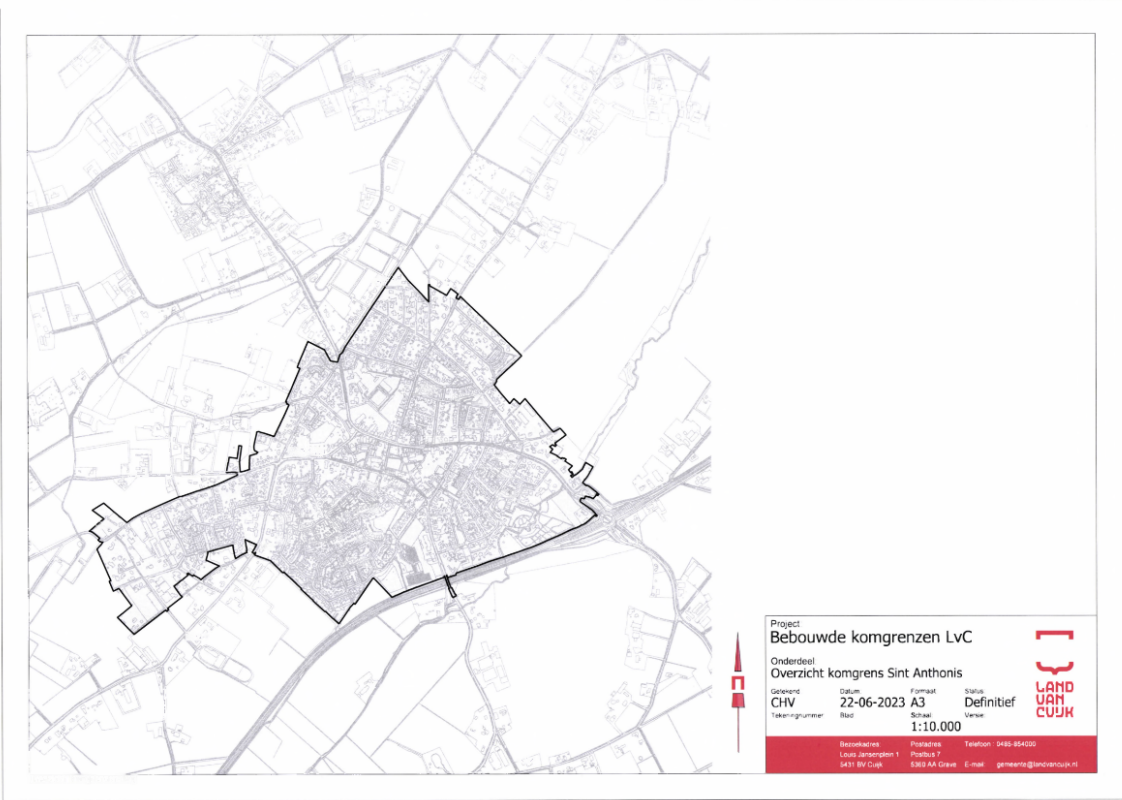 Project
Bebouwde komgrenzen LvC
Onderdeel
Overzicht komgrens Sint Anthonis
Getekend Datum Formaat Status
CHV 22-06-2023 A3 Definitief
Tekeningnummer Blad Schaal Versie:
1:10.000
LAND
VAN
CUIJK
Bezoekadres: Postadres Telefoon : 0485-854000
Louis Jansenplein 1 Postbus 7
5431 BV Cuijk 5360 AA Grave E-mail: gemeente@landvancuijk.nl